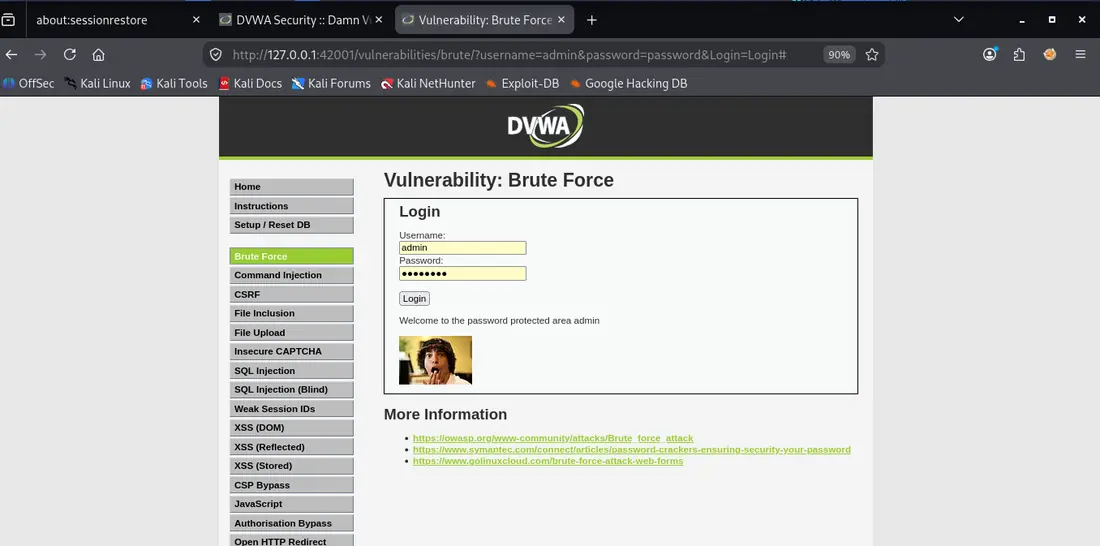 about:sessionrestore
DVWA Security :: Damn V
Vulnerability: Brute Force
http://127.0.0.1:42001/vulnerabilities/brute/?username=admin&password=password&Login=Login#
90%
OffSec
Kali Linux
Kali Tools
Kali Docs
Kali Forums
Kali NetHunter
Exploit-DB
Google Hacking DB
DVWA
Home
Instructions
Setup / Reset DB
Brute Force
Command Injection
CSRF
File Inclusion
File Upload
Insecure CAPTCHA
SQL Injection
SQL Injection (Blind)
Weak Session IDs
XSS (DOM)
XSS (Reflected)
XSS (Stored)
CSP Bypass
JavaScript
Authorisation Bypass
Open HTTP Redirect
Vulnerability: Brute Force
Login
Username:
admin
Password:
●●●●●●●●
Login
Welcome to the password protected area admin
More Information
• https://owasp.org/www-community/attacks/Brute_force_attack
• https://www.symantec.com/connect/articles/password-crackers-ensuring-security-your-password
• https://www.golinuxcloud.com/brute-force-attack-web-forms